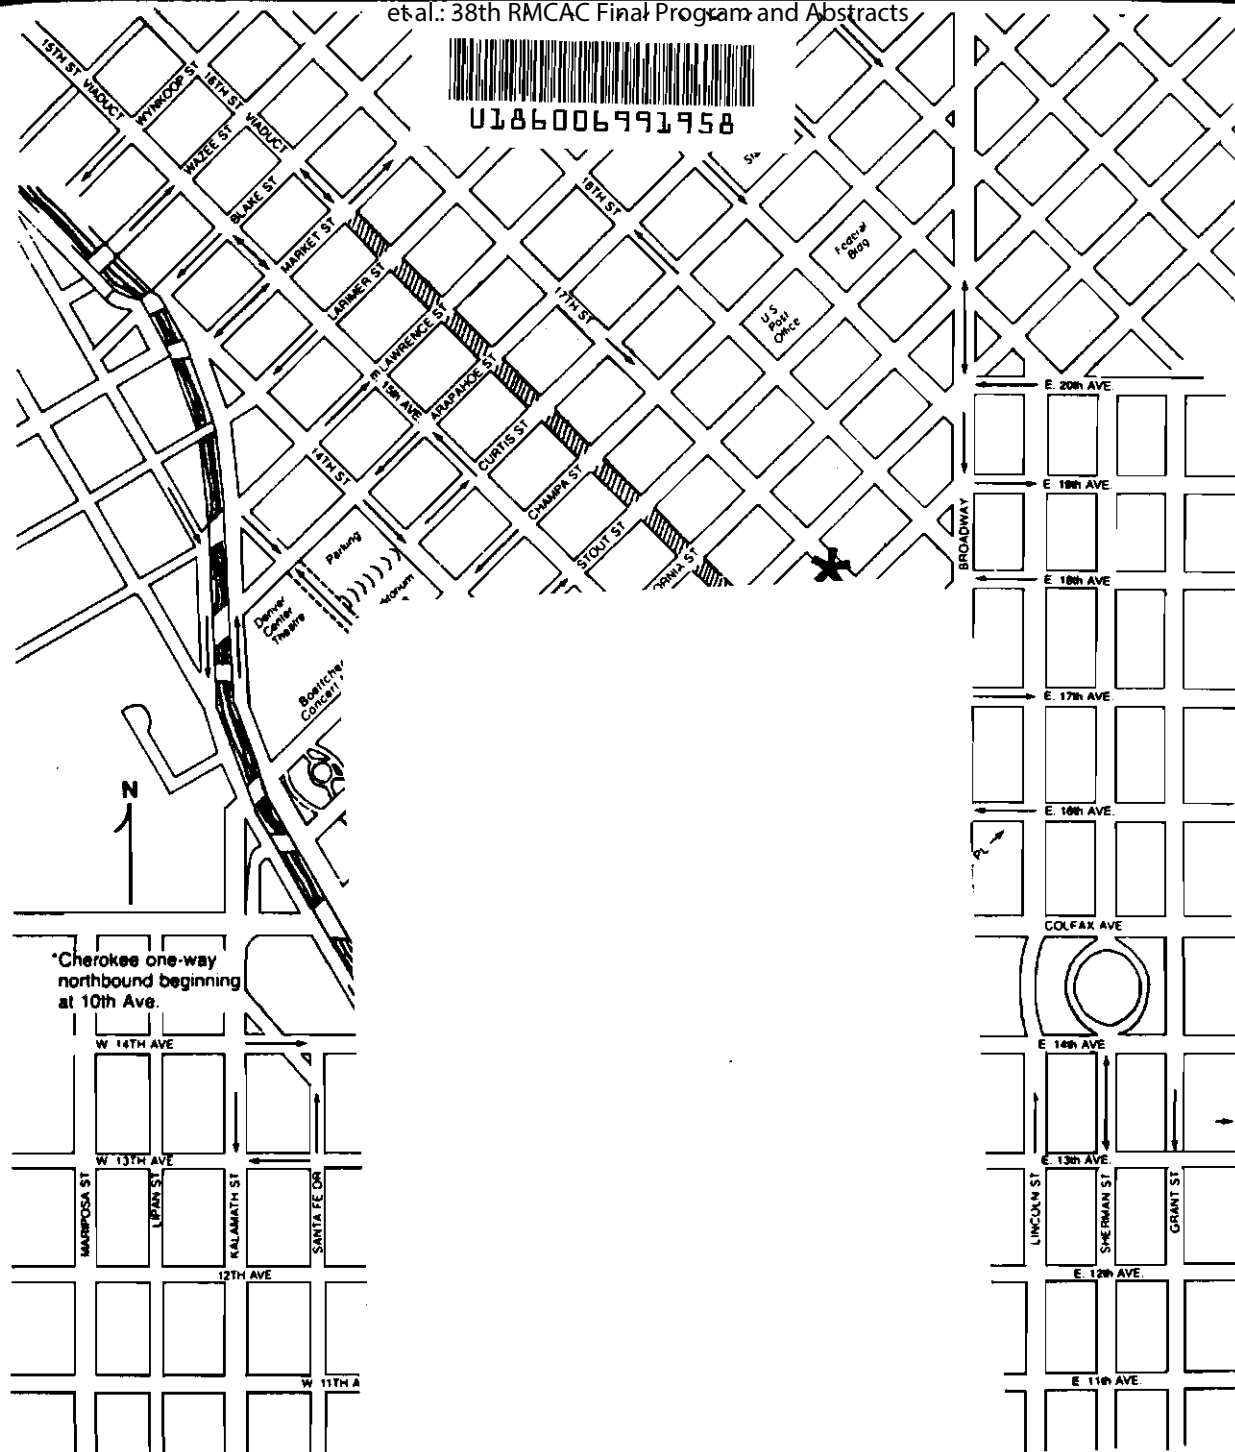 et al.: 38th RMCAC Final Program and Abstracts
U186006991958
15TH ST VIADUCT
WYNKOOP ST
16TH ST VIADUCT
WAZEE ST
BLAKE ST
MARKET ST
LARIMER ST
LAWRENCE ST
15th AVE
ARAPAHOE ST
CURTIS ST
CHAMPA ST
STOUT ST
ORNIA ST
14TH ST
18TH ST
17TH ST
Federal
Bldg
U.S.
Post
Office
BROADWAY
E. 20th AVE.
E. 19th AVE.
E. 18th AVE
E. 17th AVE.
E. 16th AVE.
PL
COLFAX AVE
E. 14th AVE
E. 13th AVE.
LINCOLN ST
SHERMAN ST
GRANT ST
E. 12th AVE.
E. 11th AVE.
Parking
Denver
Center
Theatre
Boettcher
Concert
N
*Cherokee one-way
northbound beginning
at 10th Ave.
W. 14TH AVE
W. 13TH AVE
MARIPOSA ST
LIPAN ST
KALAMATH ST
SANTA FE DR
12TH AVE
W. 11TH A